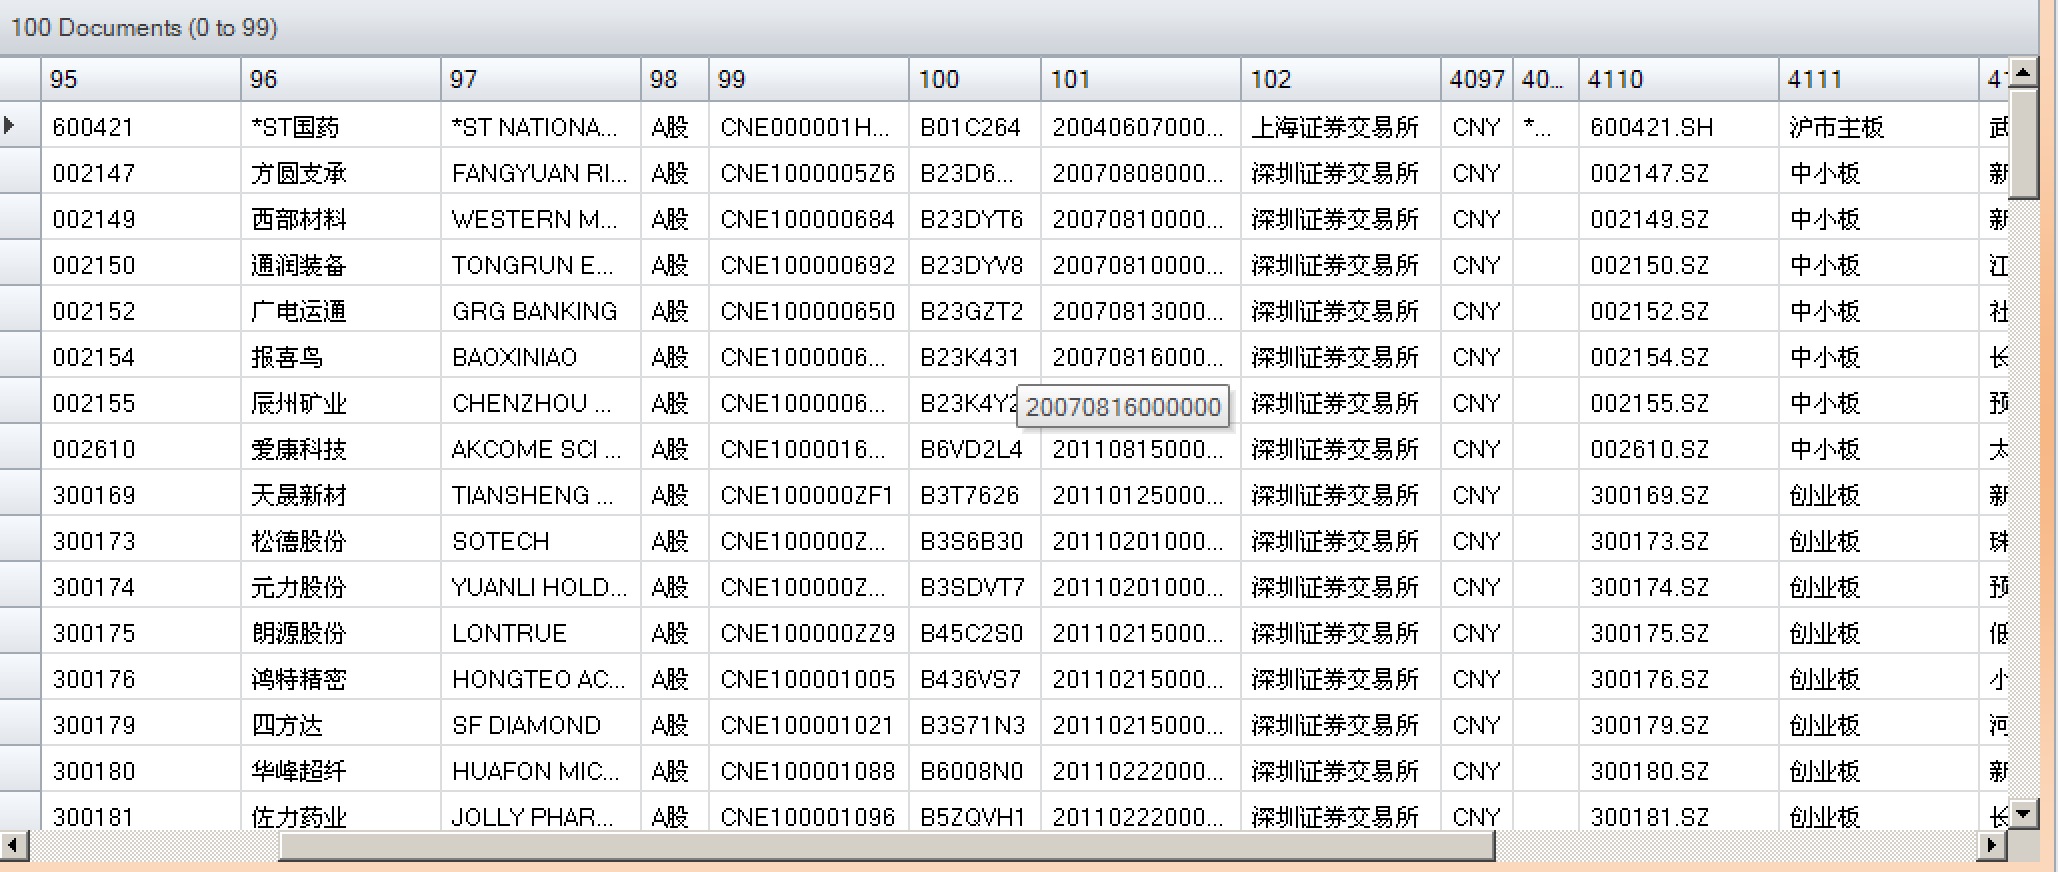 100 Documents (0 to 99)
95 96 97 98 99 100 101 102 4097 40... 4110 4111 41
600421 *ST国药 *ST NATIONA... A股 CNE000001H... B01C264 20040607000... 上海证券交易所 CNY *... 600421.SH 沪市主板 武
002147 方圆支承 FANGYUAN RI... A股 CNE1000005Z6 B23D6... 20070808000... 深圳证券交易所 CNY 002147.SZ 中小板 新
002149 西部材料 WESTERN M... A股 CNE100000684 B23DYT6 20070810000... 深圳证券交易所 CNY 002149.SZ 中小板 新
002150 通润装备 TONGRUN E... A股 CNE100000692 B23DYV8 20070810000... 深圳证券交易所 CNY 002150.SZ 中小板 江
002152 广电运通 GRG BANKING A股 CNE100000650 B23GZT2 20070813000... 深圳证券交易所 CNY 002152.SZ 中小板 社
002154 报喜鸟 BAOXINIAO A股 CNE1000006... B23K431 20070816000... 深圳证券交易所 CNY 002154.SZ 中小板 长
002155 辰州矿业 CHENZHOU ... A股 CNE1000006... B23K4Y2 20070816000000 深圳证券交易所 CNY 002155.SZ 中小板 预
002610 爱康科技 AKCOME SCI ... A股 CNE1000016... B6VD2L4 20110815000... 深圳证券交易所 CNY 002610.SZ 中小板 太
300169 天晟新材 TIANSHENG ... A股 CNE100000ZF1 B3T7626 20110125000... 深圳证券交易所 CNY 300169.SZ 创业板 新
300173 松德股份 SOTECH A股 CNE100000Z... B3S6B30 20110201000... 深圳证券交易所 CNY 300173.SZ 创业板 珠
300174 元力股份 YUANLI HOLD... A股 CNE100000Z... B3SDVT7 20110201000... 深圳证券交易所 CNY 300174.SZ 创业板 预
300175 朗源股份 LONTRUE A股 CNE100000ZZ9 B45C2S0 20110215000... 深圳证券交易所 CNY 300175.SZ 创业板 低
300176 鸿特精密 HONGTEO AC... A股 CNE100001005 B436VS7 20110215000... 深圳证券交易所 CNY 300176.SZ 创业板 小
300179 四方达 SF DIAMOND A股 CNE100001021 B3S71N3 20110215000... 深圳证券交易所 CNY 300179.SZ 创业板 河
300180 华峰超纤 HUAFON MIC... A股 CNE100001088 B6008N0 20110222000... 深圳证券交易所 CNY 300180.SZ 创业板 新
300181 佐力药业 JOLLY PHAR... A股 CNE100001096 B5ZQVH1 20110222000... 深圳证券交易所 CNY 300181.SZ 创业板 长